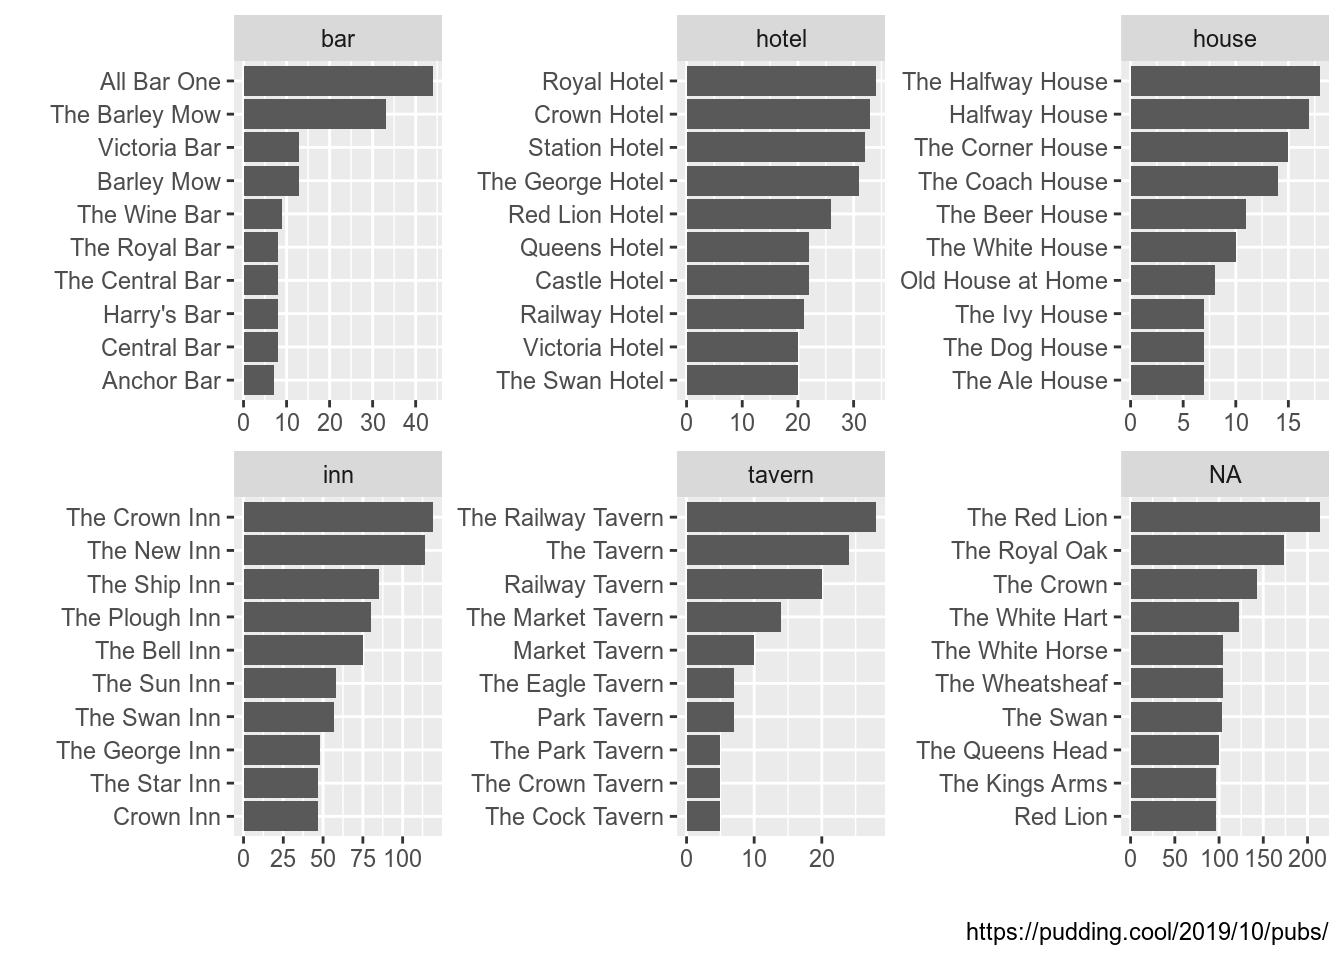 bar
All Bar One
The Barley Mow
Victoria Bar
Barley Mow
The Wine Bar
The Royal Bar
The Central Bar
Harry's Bar
Central Bar
Anchor Bar
0 10 20 30 40
hotel
Royal Hotel
Crown Hotel
Station Hotel
The George Hotel
Red Lion Hotel
Queens Hotel
Castle Hotel
Railway Hotel
Victoria Hotel
The Swan Hotel
0 10 20 30
house
The Halfway House
Halfway House
The Corner House
The Coach House
The Beer House
The White House
Old House at Home
The Ivy House
The Dog House
The Ale House
0 5 10 15
inn
The Crown Inn
The New Inn
The Ship Inn
The Plough Inn
The Bell Inn
The Sun Inn
The Swan Inn
The George Inn
The Star Inn
Crown Inn
0 25 50 75 100
tavern
The Railway Tavern
The Tavern
Railway Tavern
The Market Tavern
Market Tavern
The Eagle Tavern
Park Tavern
The Park Tavern
The Crown Tavern
The Cock Tavern
0 10 20
NA
The Red Lion
The Royal Oak
The Crown
The White Hart
The White Horse
The Wheatsheaf
The Swan
The Queens Head
The Kings Arms
Red Lion
0 50 100 150 200
https://pudding.cool/2019/10/pubs/